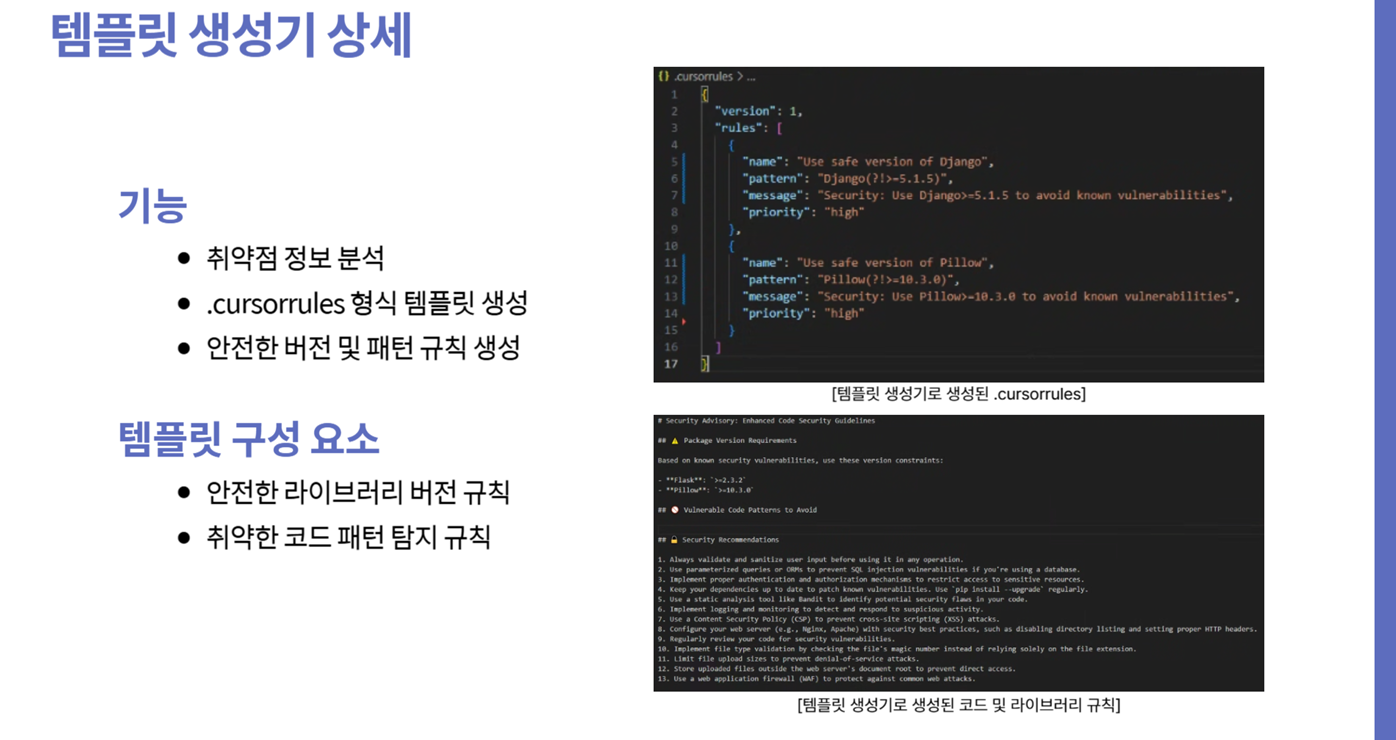 템플릿 생성기 상세
기능
● 취약점 정보 분석
● .cursorrules 형식 템플릿 생성
● 안전한 버전 및 패턴 규칙 생성
템플릿 구성 요소
● 안전한 라이브러리 버전 규칙
● 취약한 코드 패턴 탐지 규칙
{} .cursorrules > ...
1 {
2 "version": 1,
3 "rules": [
4 {
5 "name": "Use safe version of Django",
6 "pattern": "Django(?!>=5.1.5)",
7 "message": "Security: Use Django>=5.1.5 to avoid known vulnerabilities",
8 "priority": "high"
9 },
10 {
11 "name": "Use safe version of Pillow",
12 "pattern": "Pillow(?!>=10.3.0)",
13 "message": "Security: Use Pillow>=10.3.0 to avoid known vulnerabilities",
14 "priority": "high"
15 }
16 ]
17 }
[템플릿 생성기로 생성된 .cursorrules]
# Security Advisory: Enhanced Code Security Guidelines
## ⚠️ Package Version Requirements
Based on known security vulnerabilities, use these version constraints:
- **Flask**: `>=2.3.2`
- **Pillow**: `>=10.3.0`
## 🚫 Vulnerable Code Patterns to Avoid
## 🔒 Security Recommendations
1. Always validate and sanitize user input before using it in any operation.
2. Use parameterized queries or ORMs to prevent SQL injection vulnerabilities if you're using a database.
3. Implement proper authentication and authorization mechanisms to restrict access to sensitive resources.
4. Keep your dependencies up to date to patch known vulnerabilities. Use `pip install --upgrade` regularly.
5. Use a static analysis tool like Bandit to identify potential security flaws in your code.
6. Implement logging and monitoring to detect and respond to suspicious activity.
7. Use a Content Security Policy (CSP) to prevent cross-site scripting (XSS) attacks.
8. Configure your web server (e.g., Nginx, Apache) with security best practices, such as disabling directory listing and setting proper HTTP headers.
9. Regularly review your code for security vulnerabilities.
10. Implement file type validation by checking the file's magic number instead of relying solely on the file extension.
11. Limit file upload sizes to prevent denial-of-service attacks.
12. Store uploaded files outside the web server's document root to prevent direct access.
13. Use a web application firewall (WAF) to protect against common web attacks.
[템플릿 생성기로 생성된 코드 및 라이브러리 규칙]